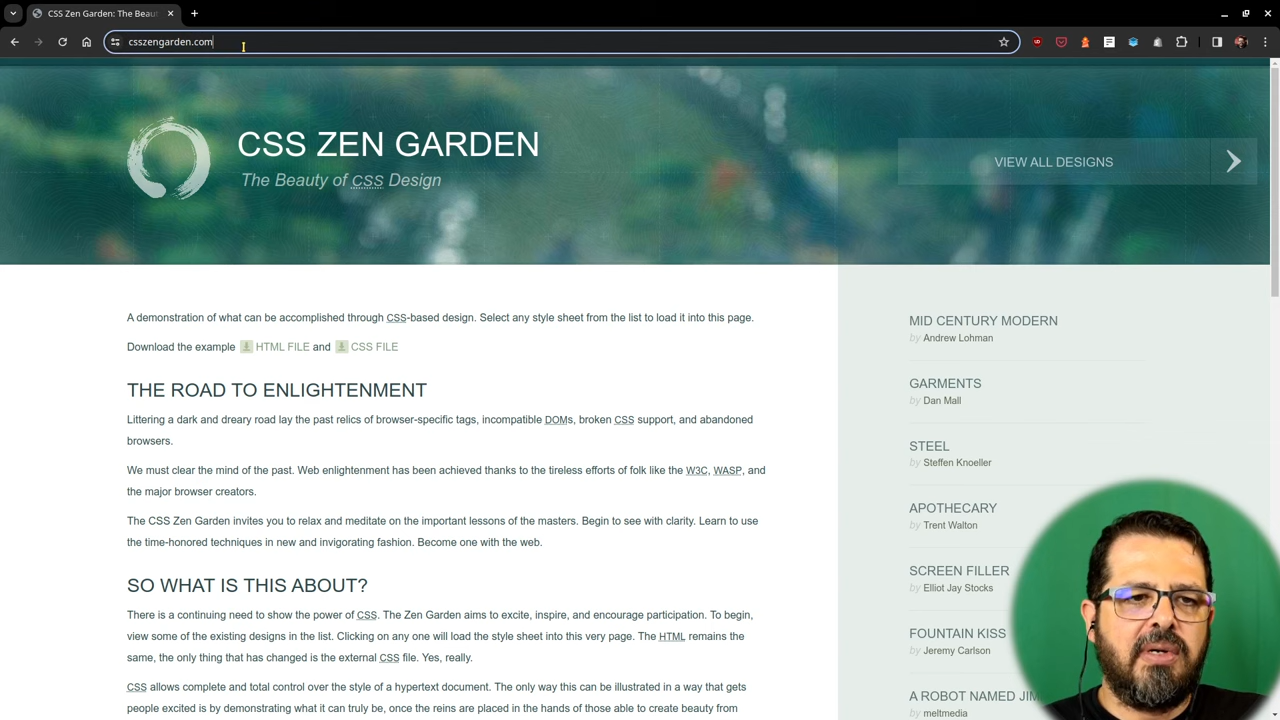 CSS Zen Garden: The Beaut
csszengarden.com
CSS ZEN GARDEN
The Beauty of CSS Design
VIEW ALL DESIGNS
A demonstration of what can be accomplished through CSS-based design. Select any style sheet from the list to load it into this page.
Download the example HTML FILE and CSS FILE
THE ROAD TO ENLIGHTENMENT
Littering a dark and dreary road lay the past relics of browser-specific tags, incompatible DOMs, broken CSS support, and abandoned
browsers.
We must clear the mind of the past. Web enlightenment has been achieved thanks to the tireless efforts of folk like the W3C, WASP, and
the major browser creators.
The CSS Zen Garden invites you to relax and meditate on the important lessons of the masters. Begin to see with clarity. Learn to use
the time-honored techniques in new and invigorating fashion. Become one with the web.
SO WHAT IS THIS ABOUT?
There is a continuing need to show the power of CSS. The Zen Garden aims to excite, inspire, and encourage participation. To begin,
view some of the existing designs in the list. Clicking on any one will load the style sheet into this very page. The HTML remains the
same, the only thing that has changed is the external CSS file. Yes, really.
CSS allows complete and total control over the style of a hypertext document. The only way this can be illustrated in a way that gets
people excited is by demonstrating what it can truly be, once the reins are placed in the hands of those able to create beauty from
MID CENTURY MODERN
by Andrew Lohman
GARMENTS
by Dan Mall
STEEL
by Steffen Knoeller
APOTHECARY
by Trent Walton
SCREEN FILLER
by Elliot Jay Stocks
FOUNTAIN KISS
by Jeremy Carlson
A ROBOT NAMED JIM
by meltmedia